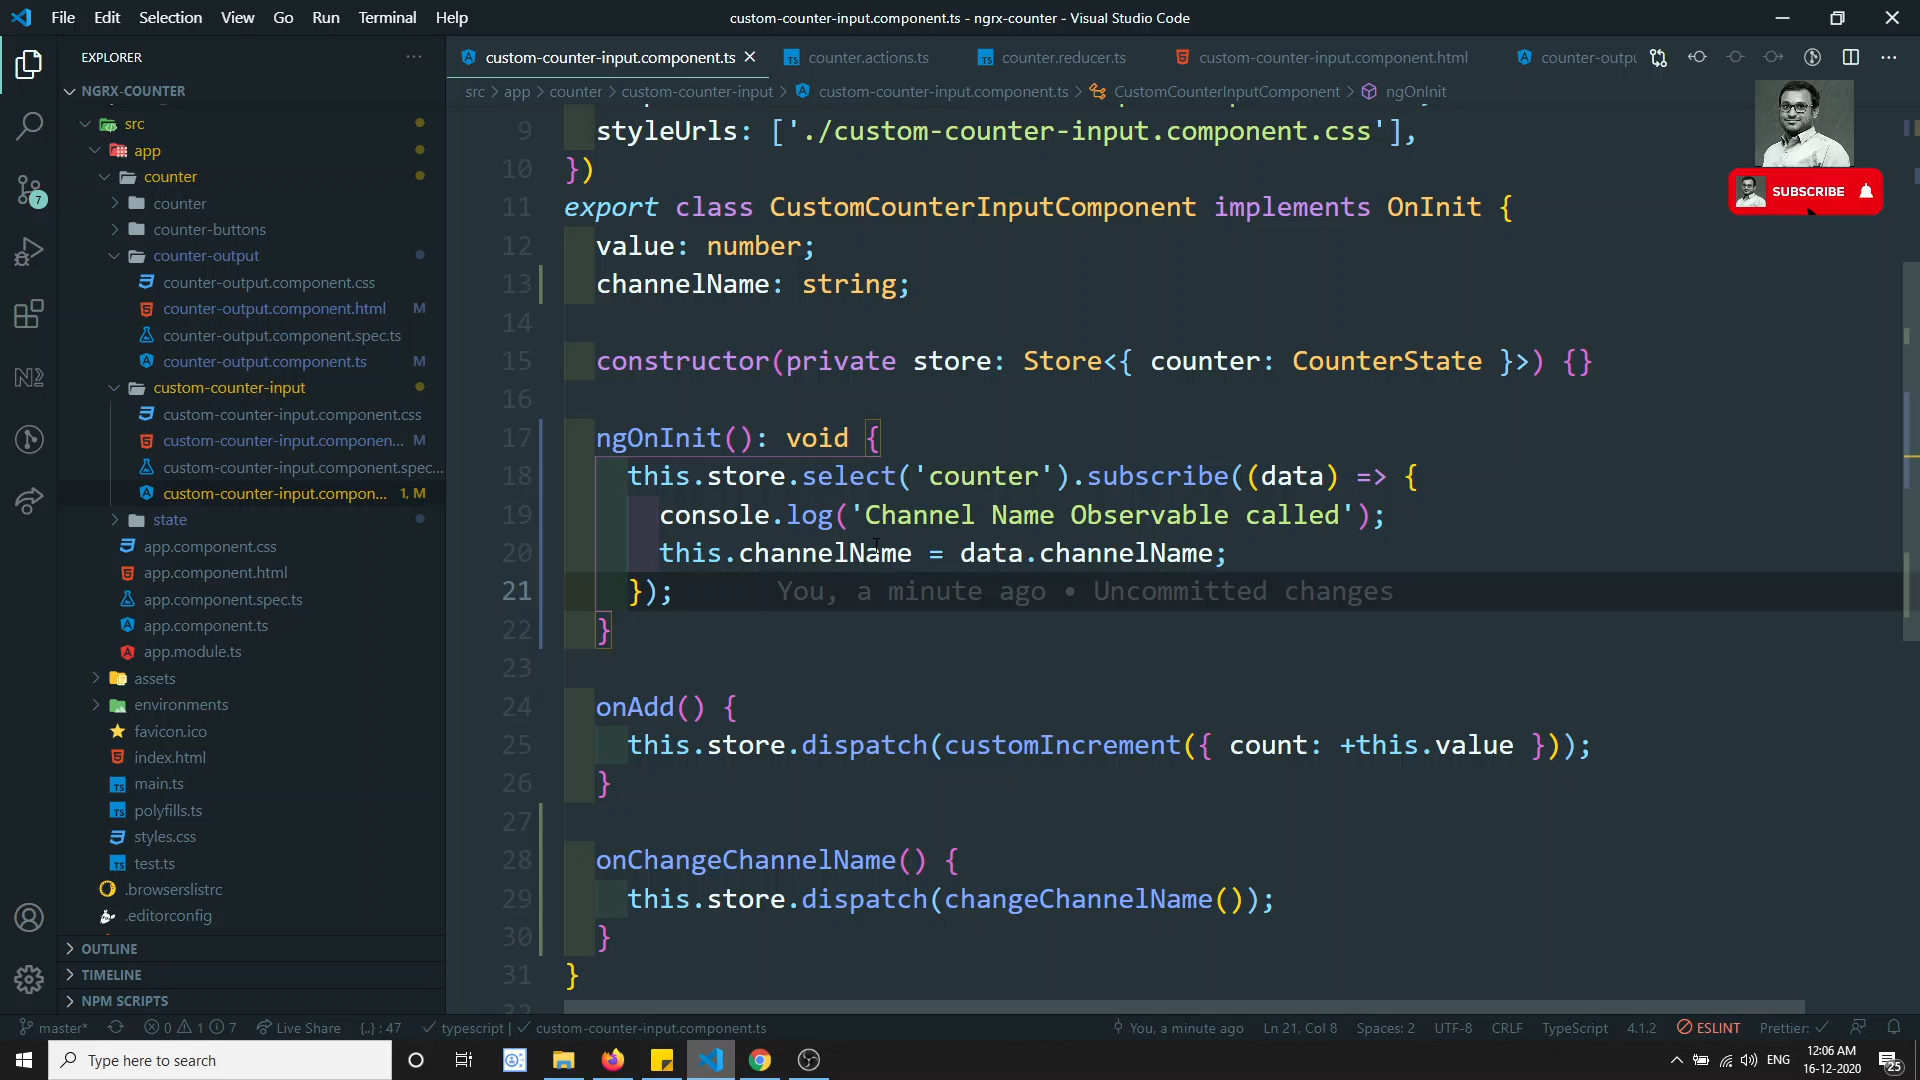 File Edit Selection View Go Run Terminal Help
custom-counter-input.component.ts - ngrx-counter - Visual Studio Code
EXPLORER
custom-counter-input.component.ts
counter.actions.ts
counter.reducer.ts
custom-counter-input.component.html
counter-outpu
NGRX-COUNTER
src > app > counter > custom-counter-input > custom-counter-input.component.ts > CustomCounterInputComponent > ngOnInit
src
app
counter
counter
counter-buttons
counter-output
counter-output.component.css
counter-output.component.html M
counter-output.component.spec.ts
counter-output.component.ts M
custom-counter-input
custom-counter-input.component.css
custom-counter-input.componen... M
custom-counter-input.component.spec...
custom-counter-input.compon... 1, M
state
app.component.css
app.component.html
app.component.spec.ts
app.component.ts
app.module.ts
assets
environments
favicon.ico
index.html
main.ts
polyfills.ts
styles.css
test.ts
.browserslistrc
.editorconfig
OUTLINE
TIMELINE
NPM SCRIPTS
7
9 styleUrls: ['./custom-counter-input.component.css'],
10 })
11 export class CustomCounterInputComponent implements OnInit {
12 value: number;
13 channelName: string;
14
15 constructor(private store: Store<{ counter: CounterState }>) {}
16
17 ngOnInit(): void {
18 this.store.select('counter').subscribe((data) => {
19 console.log('Channel Name Observable called');
20 this.channelName = data.channelName;
21 }); You, a minute ago • Uncommitted changes
22 }
23
24 onAdd() {
25 this.store.dispatch(customIncrement({ count: +this.value }));
26 }
27
28 onChangeChannelName() {
29 this.store.dispatch(changeChannelName());
30 }
31 }
SUBSCRIBE
master* 0 1 7 Live Share {..} : 47 typescript | custom-counter-input.component.ts You, a minute ago Ln 21, Col 8 Spaces: 2 UTF-8 CRLF TypeScript 4.1.2 ESLINT Prettier:
Type here to search
ENG
12:06 AM
16-12-2020
25